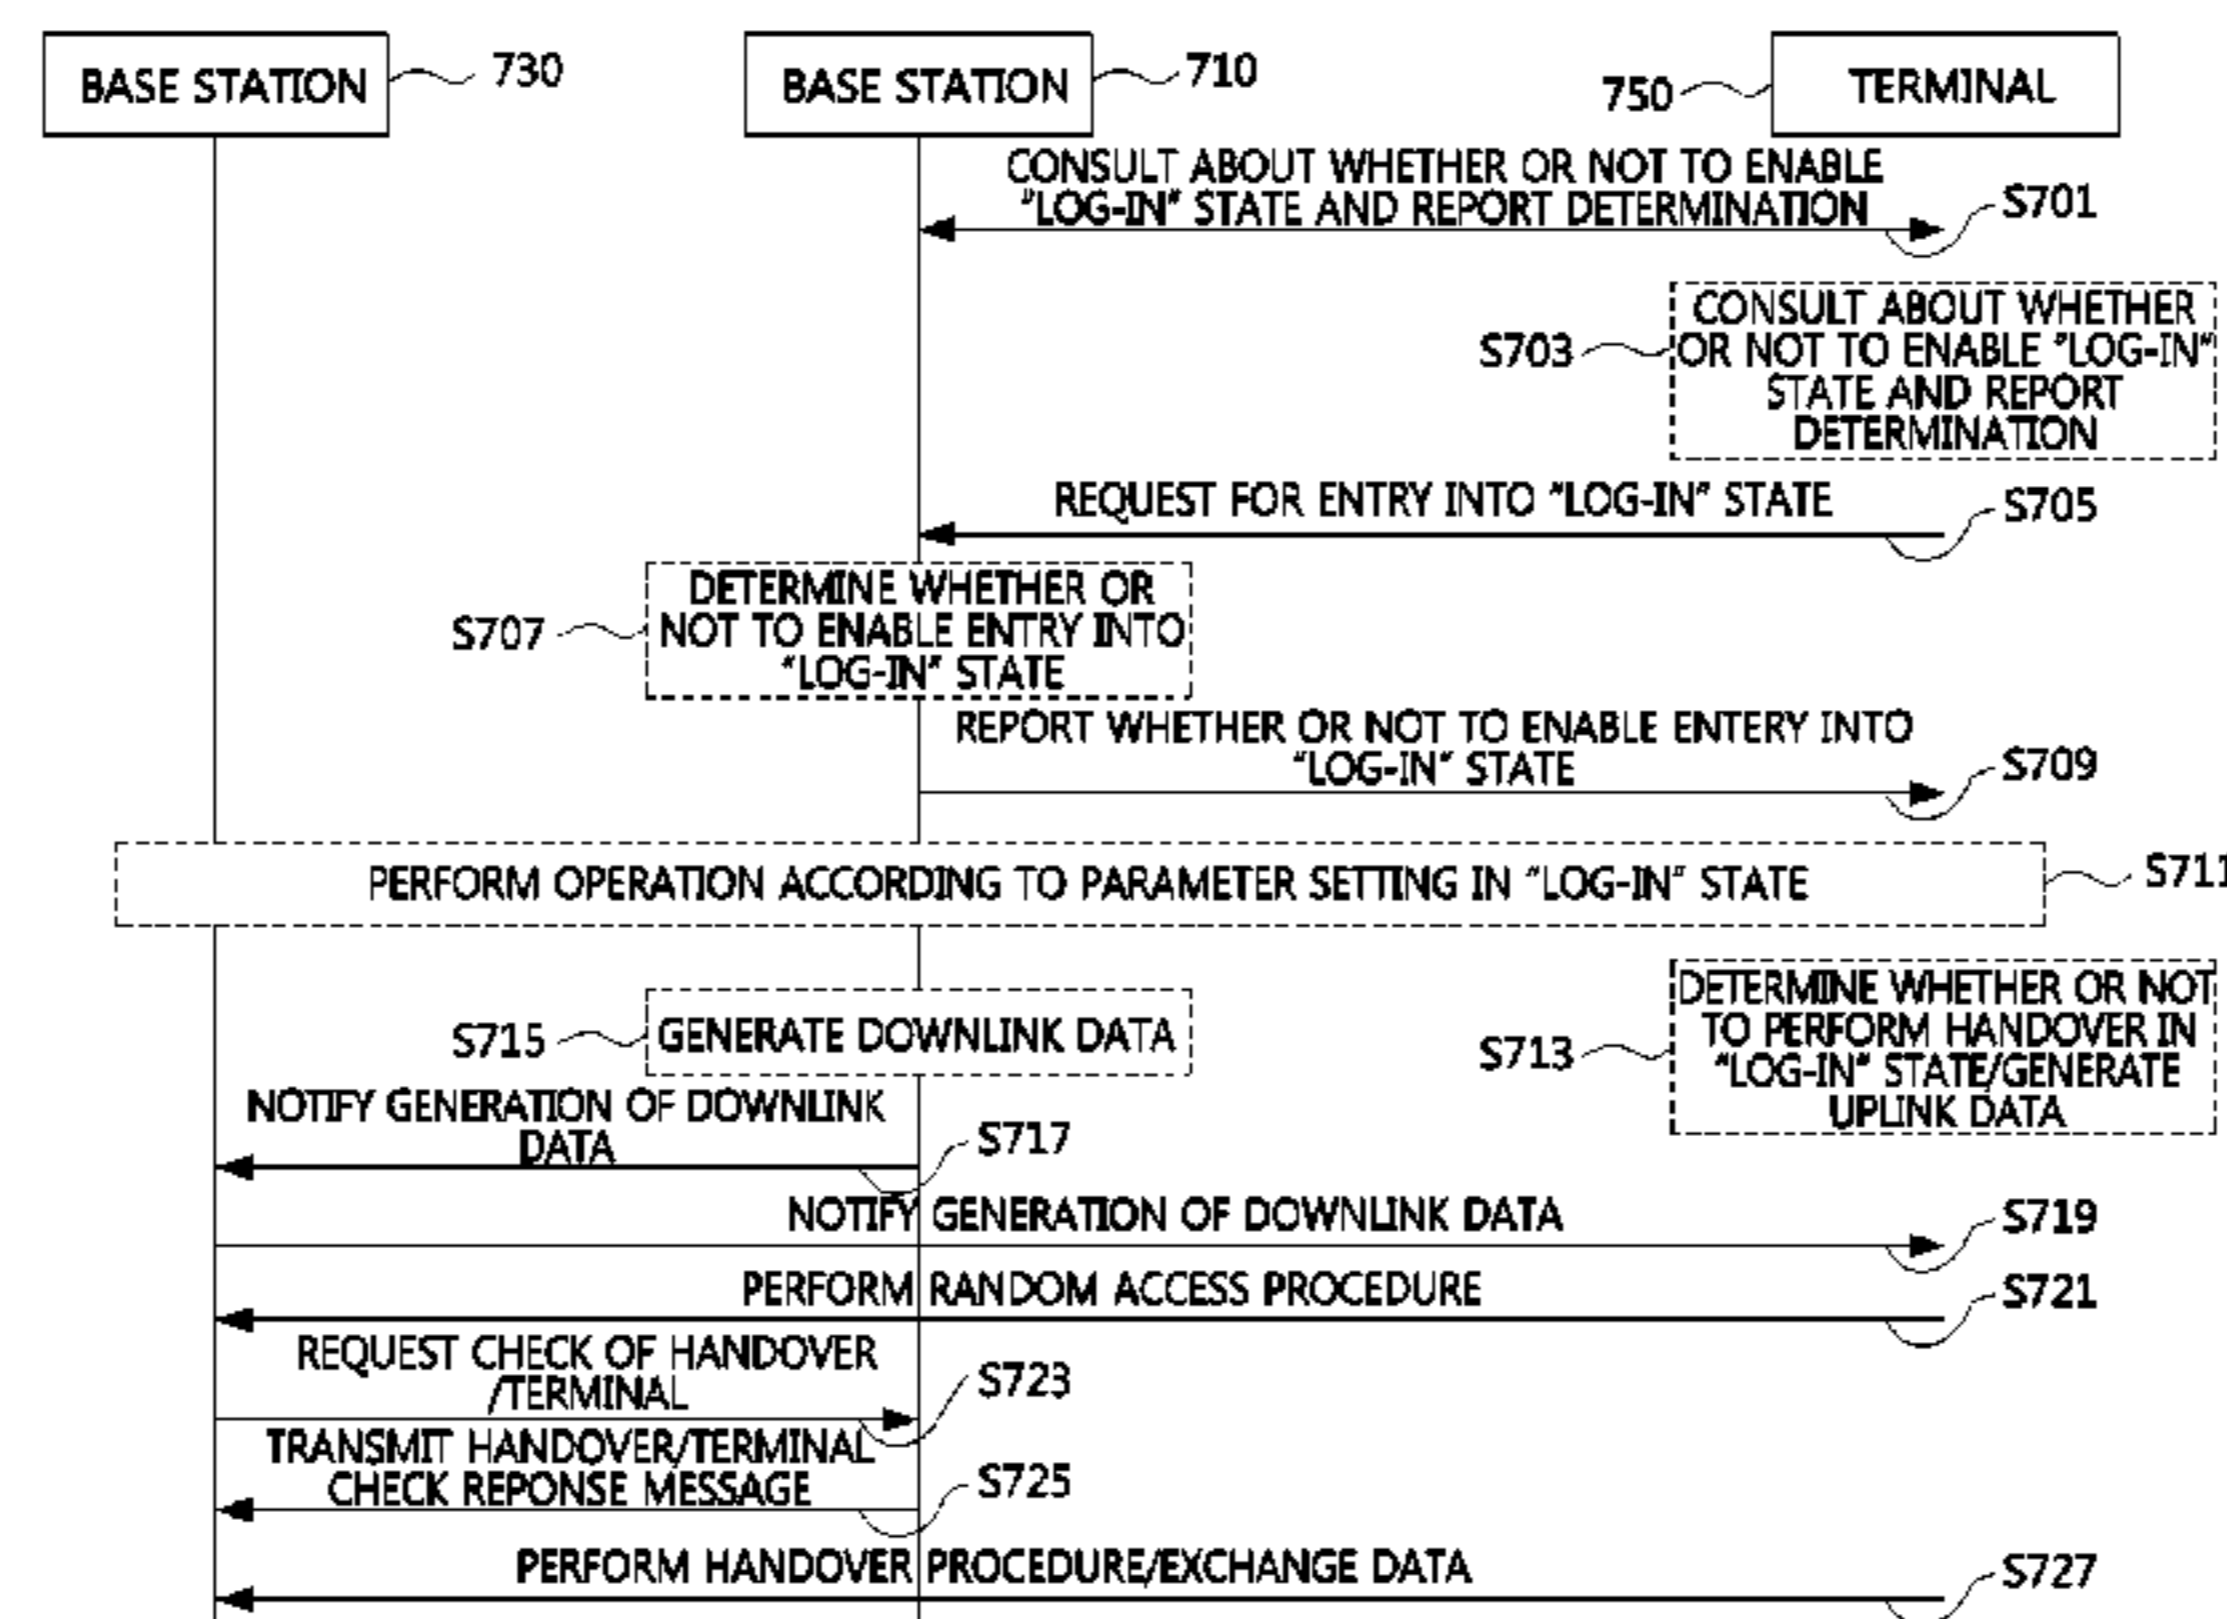 BASE STATION
730
BASE STATION
710
750
TERMINAL
CONSULT ABOUT WHETHER OR NOT TO ENABLE
"LOG-IN" STATE AND REPORT DETERMINATION
S701
CONSULT ABOUT WHETHER
OR NOT TO ENABLE "LOG-IN"
STATE AND REPORT
DETERMINATION
S703
REQUEST FOR ENTRY INTO "LOG-IN" STATE
S705
DETERMINE WHETHER OR
NOT TO ENABLE ENTRY INTO
"LOG-IN" STATE
S707
REPORT WHETHER OR NOT TO ENABLE ENTERY INTO
"LOG-IN" STATE
S709
PERFORM OPERATION ACCORDING TO PARAMETER SETTING IN "LOG-IN" STATE
S711
DETERMINE WHETHER OR NOT
TO PERFORM HANDOVER IN
"LOG-IN" STATE/GENERATE
UPLINK DATA
S713
S715
GENERATE DOWNLINK DATA
NOTIFY GENERATION OF DOWNLINK
DATA
S717
NOTIFY GENERATION OF DOWNLINK DATA
S719
PERFORM RANDOM ACCESS PROCEDURE
S721
REQUEST CHECK OF HANDOVER
/TERMINAL
S723
TRANSMIT HANDOVER/TERMINAL
CHECK REPONSE MESSAGE
S725
PERFORM HANDOVER PROCEDURE/EXCHANGE DATA
S727